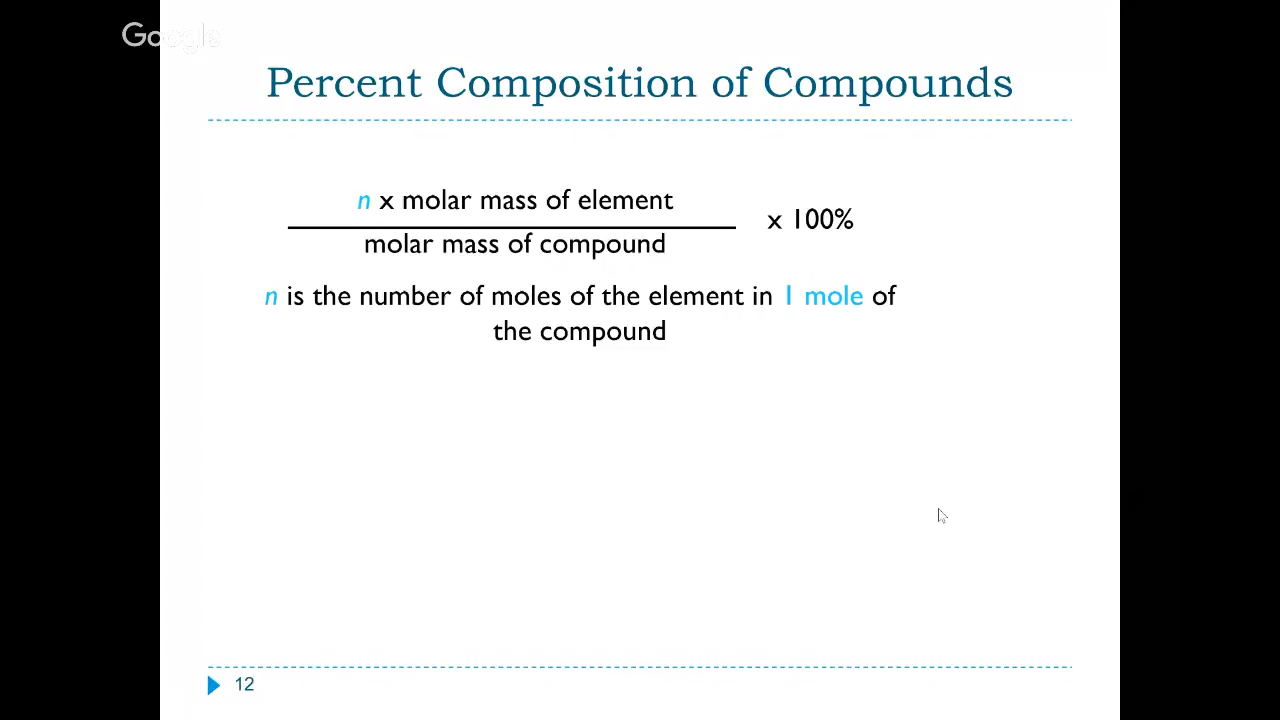 Google
Percent Composition of Compounds
n x molar mass of element
x 100%
molar mass of compound
n is the number of moles of the element in 1 mole of
the compound
12